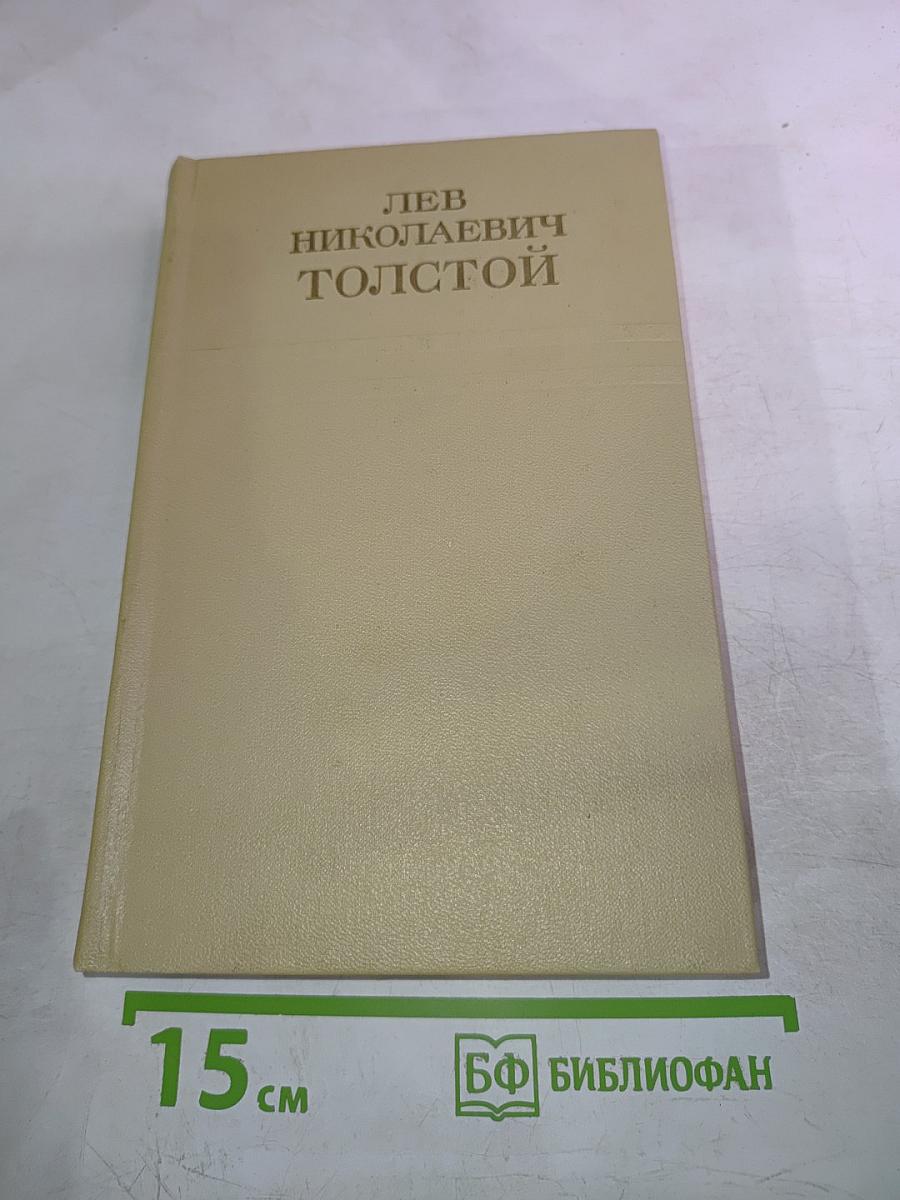 ЛЕВ
НИКОЛАЕВИЧ
ТОЛСТОЙ
15 см
БФ БИБЛИОФАН